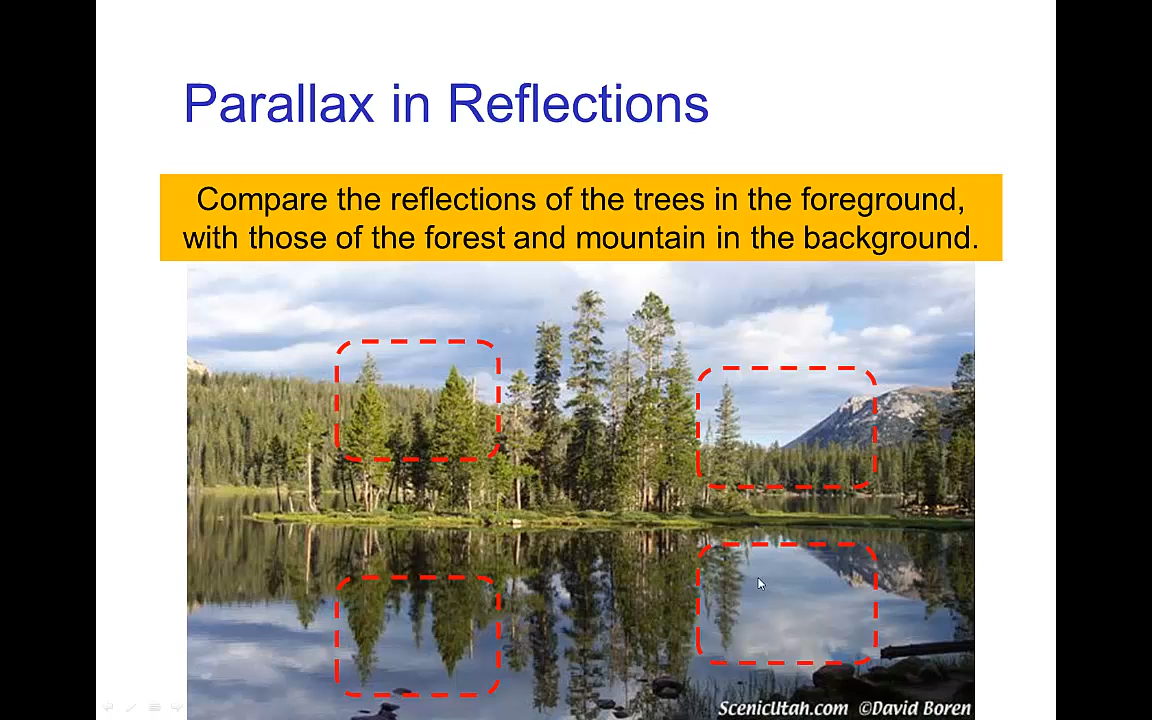 Parallax in Reflections
Compare the reflections of the trees in the foreground,
with those of the forest and mountain in the background.
ScenicUtah.com ©David Boren